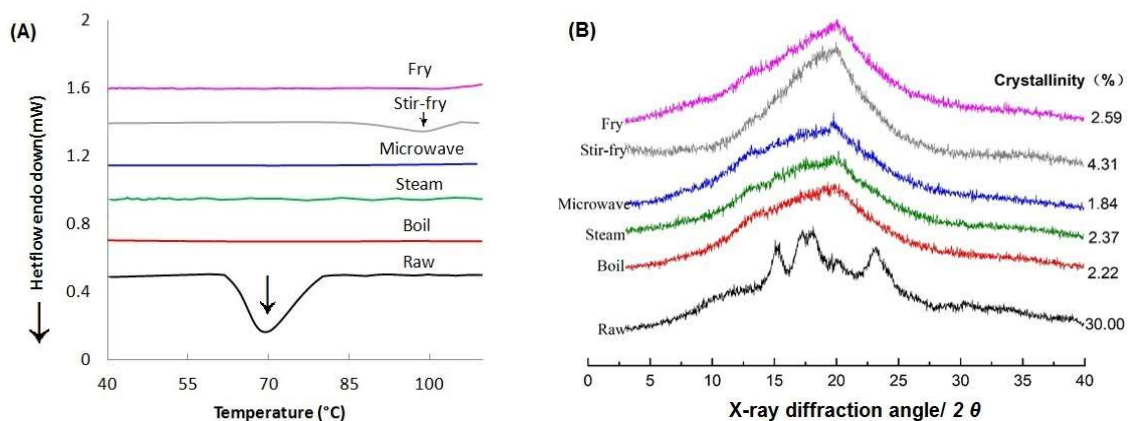 (A)
Hetflow endo down(mW)
2
1.6
1.2
0.8
0.4
0
Fry
Stir-fry
Microwave
Steam
Boil
Raw
40 55 70 85 100
Temperature (°C)
(B)
Crystallinity (%)
Fry 2.59
Stir-fry 4.31
Microwave 1.84
Steam 2.37
Boil 2.22
Raw 30.00
0 5 10 15 20 25 30 35 40
X-ray diffraction angle/ 2 θ